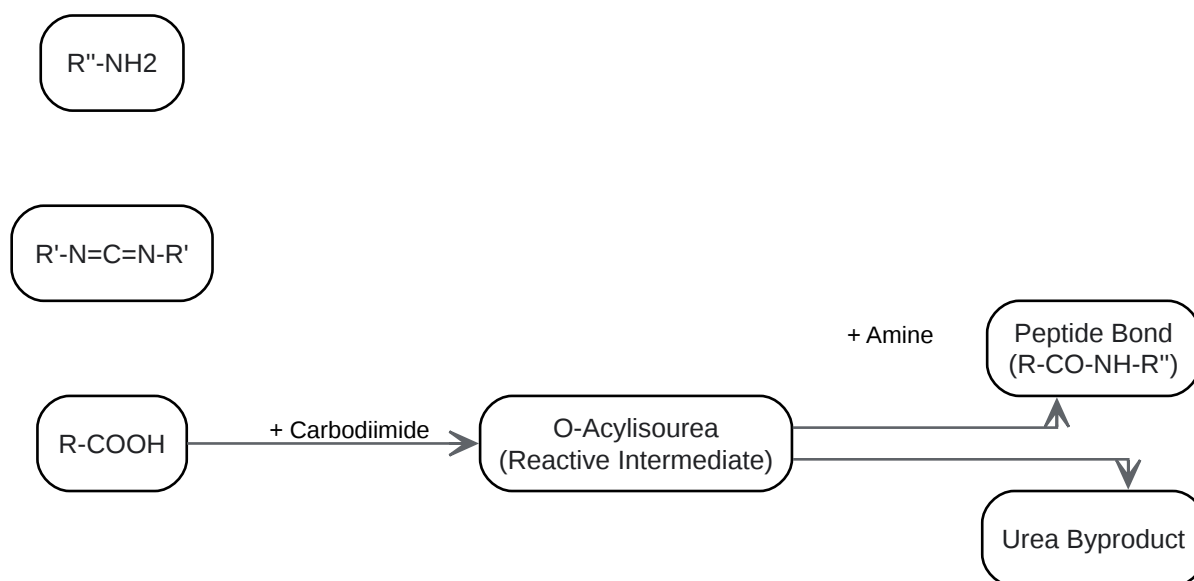 R"-NH2
R'-N=C=N-R'
+ Amine
Peptide Bond
(R-CO-NH-R")
R-COOH
+ Carbodiimide
O-Acylisourea
(Reactive Intermediate)
Urea Byproduct